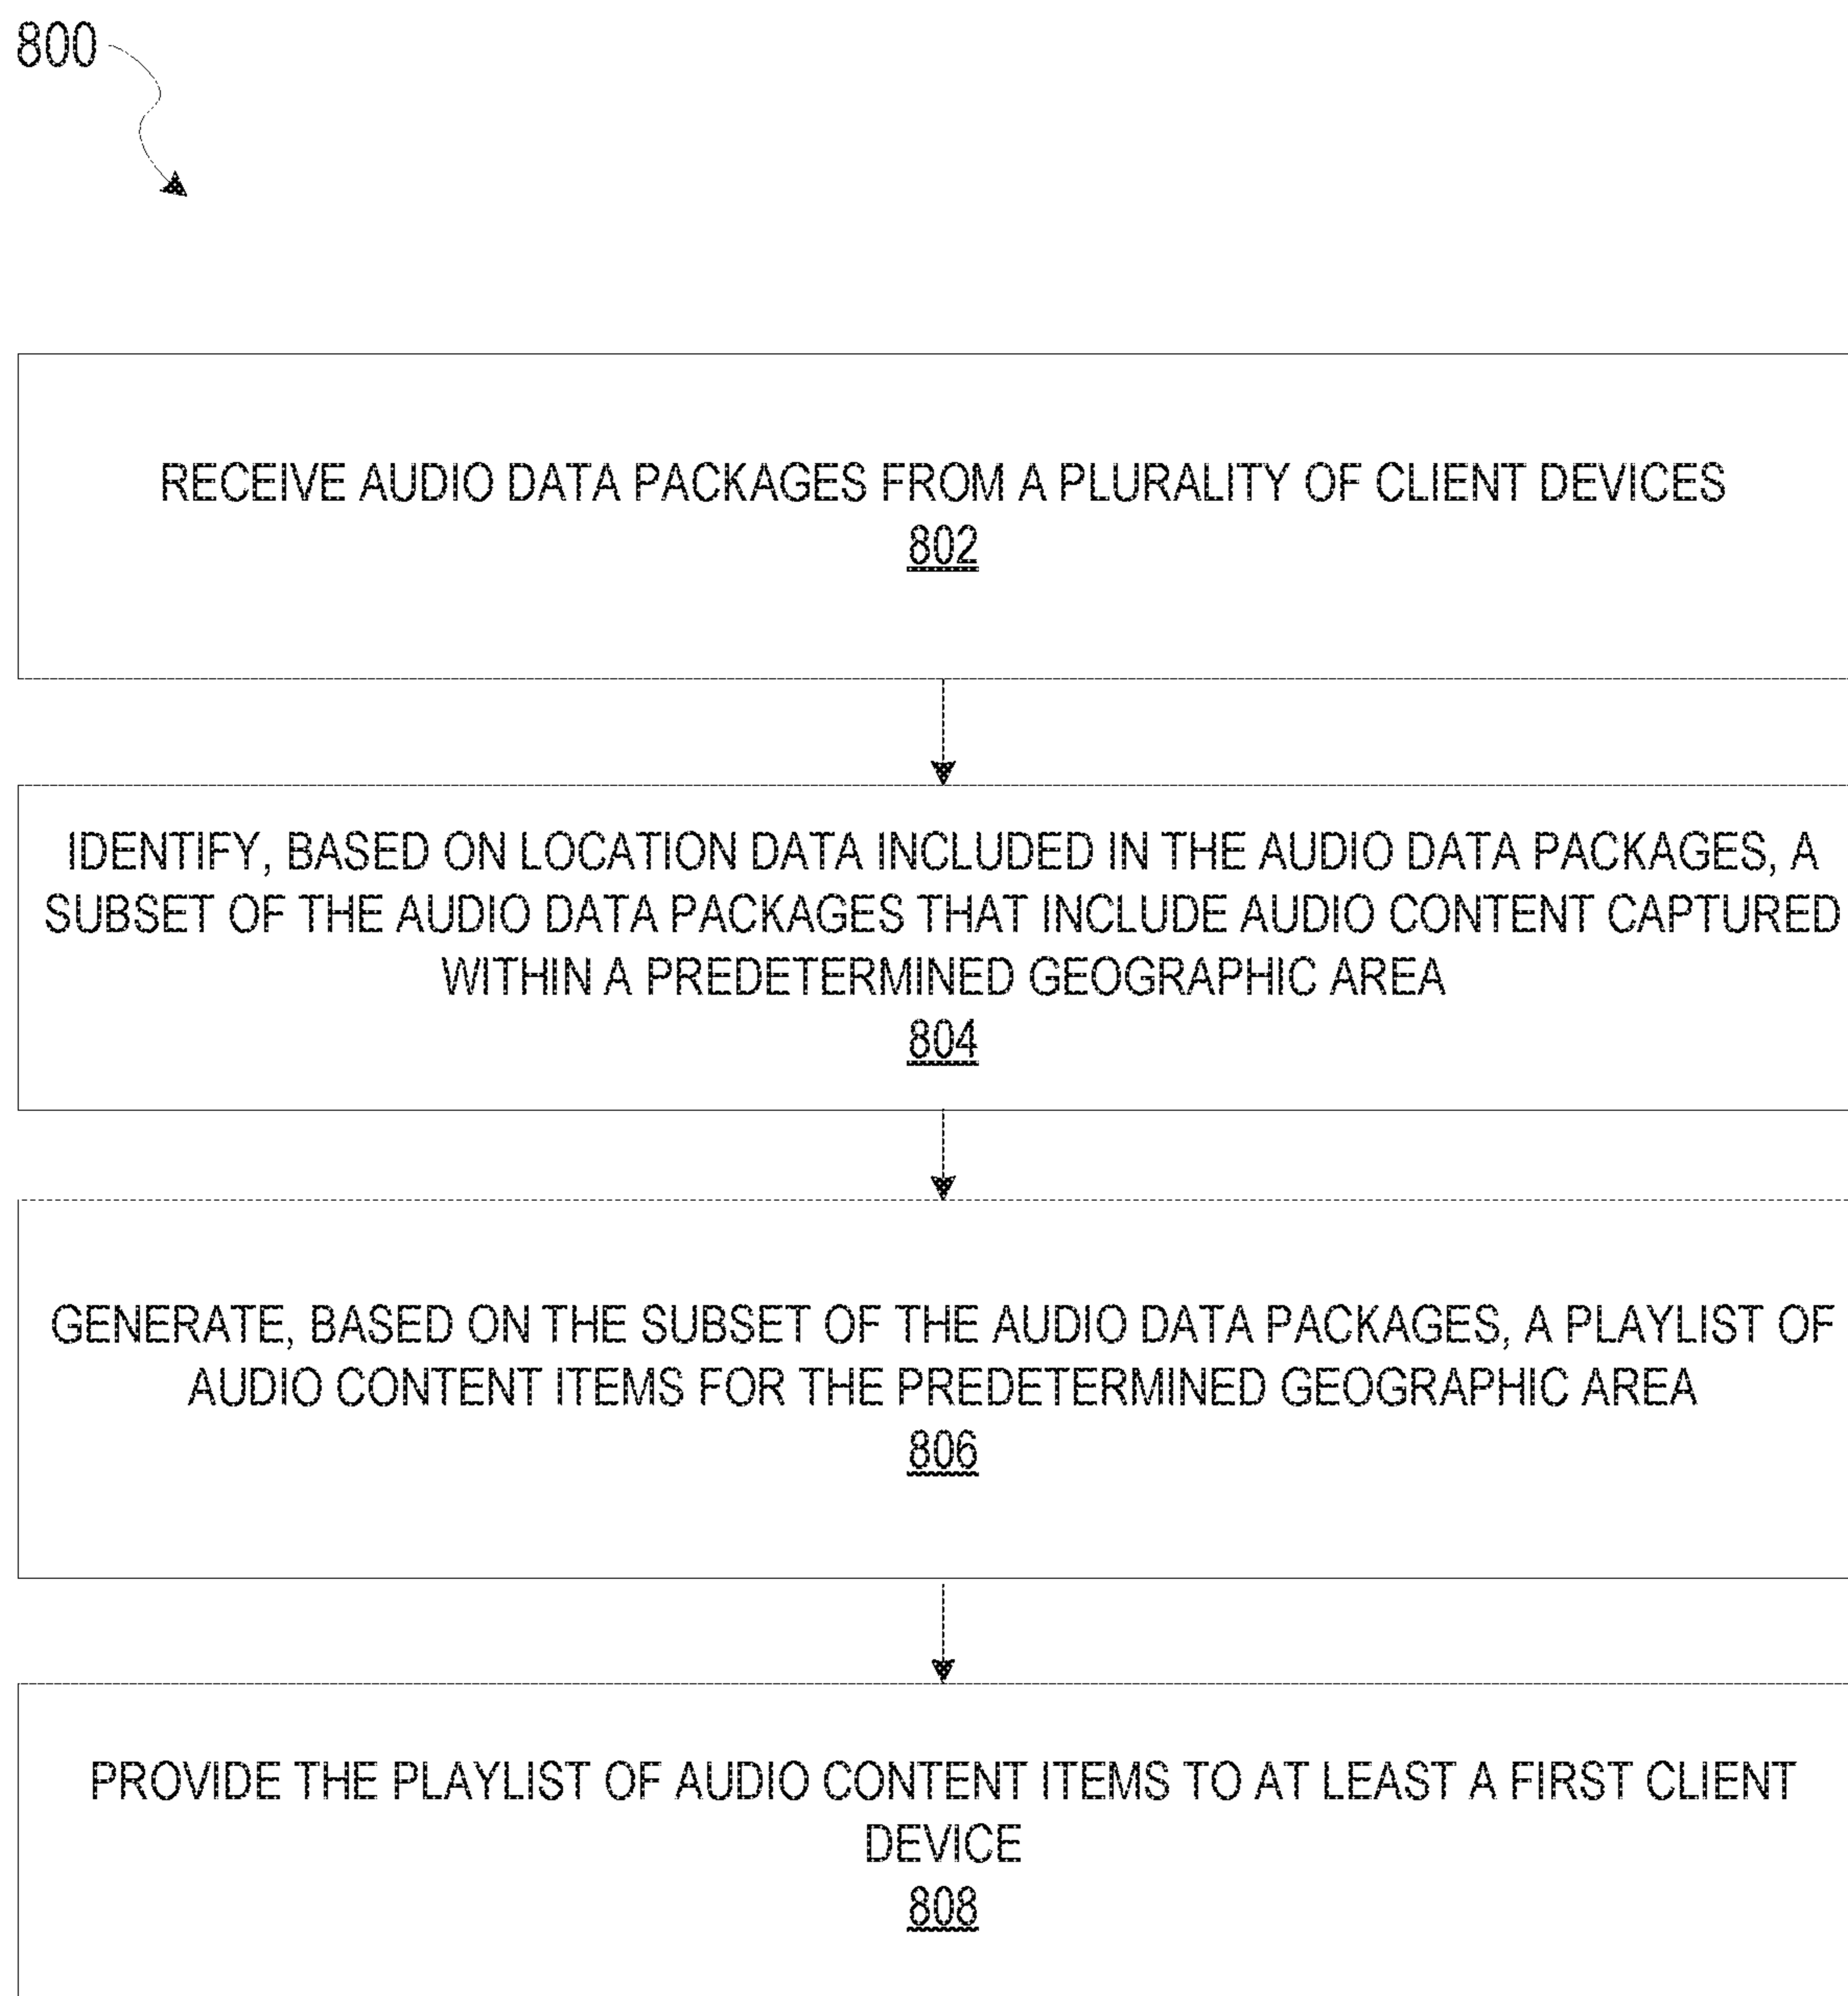 800
RECEIVE AUDIO DATA PACKAGES FROM A PLURALITY OF CLIENT DEVICES
802
IDENTIFY, BASED ON LOCATION DATA INCLUDED IN THE AUDIO DATA PACKAGES, A
SUBSET OF THE AUDIO DATA PACKAGES THAT INCLUDE AUDIO CONTENT CAPTURED
WITHIN A PREDETERMINED GEOGRAPHIC AREA
804
GENERATE, BASED ON THE SUBSET OF THE AUDIO DATA PACKAGES, A PLAYLIST OF
AUDIO CONTENT ITEMS FOR THE PREDETERMINED GEOGRAPHIC AREA
806
PROVIDE THE PLAYLIST OF AUDIO CONTENT ITEMS TO AT LEAST A FIRST CLIENT
DEVICE
808